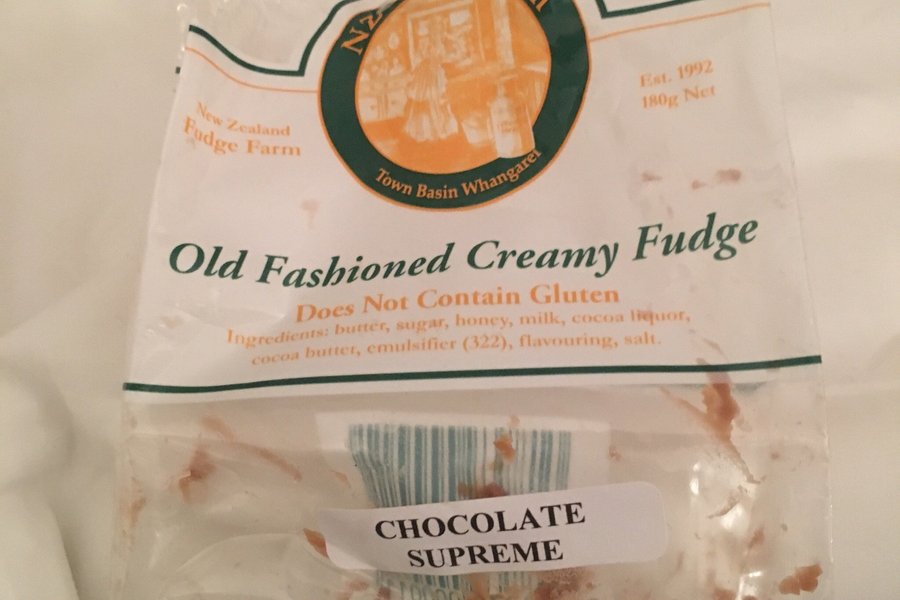 New Zealand
Fudge Farm
Est. 1992
180g Net
Town Basin Whangarei
Old Fashioned Creamy Fudge
Does Not Contain Gluten
Ingredients: butter, sugar, honey, milk, cocoa liquor,
cocoa butter, emulsifier (322), flavouring, salt.
CHOCOLATE
SUPREME